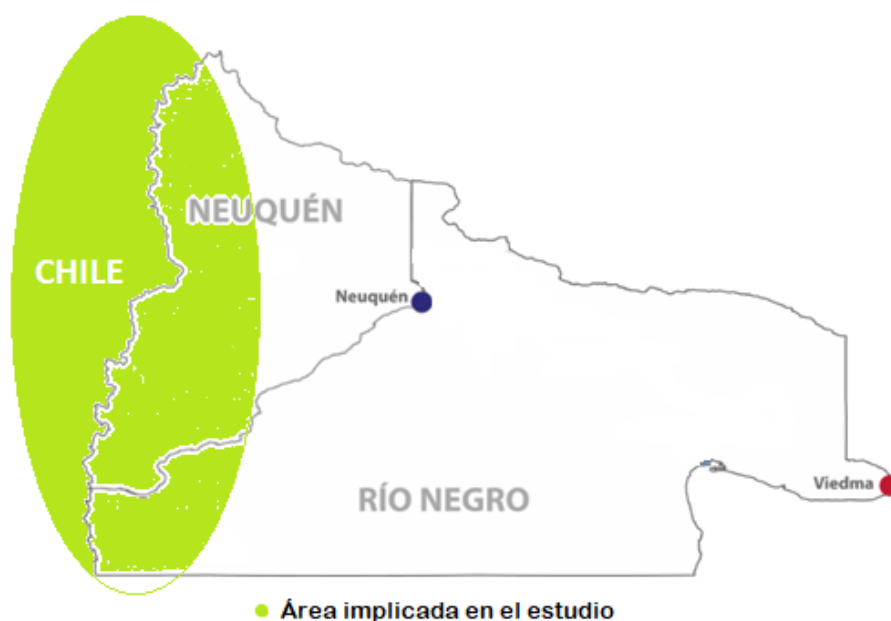 NEUQUÉN
CHILE
Neuquén
RÍO NEGRO
Viedma
Área implicada en el estudio